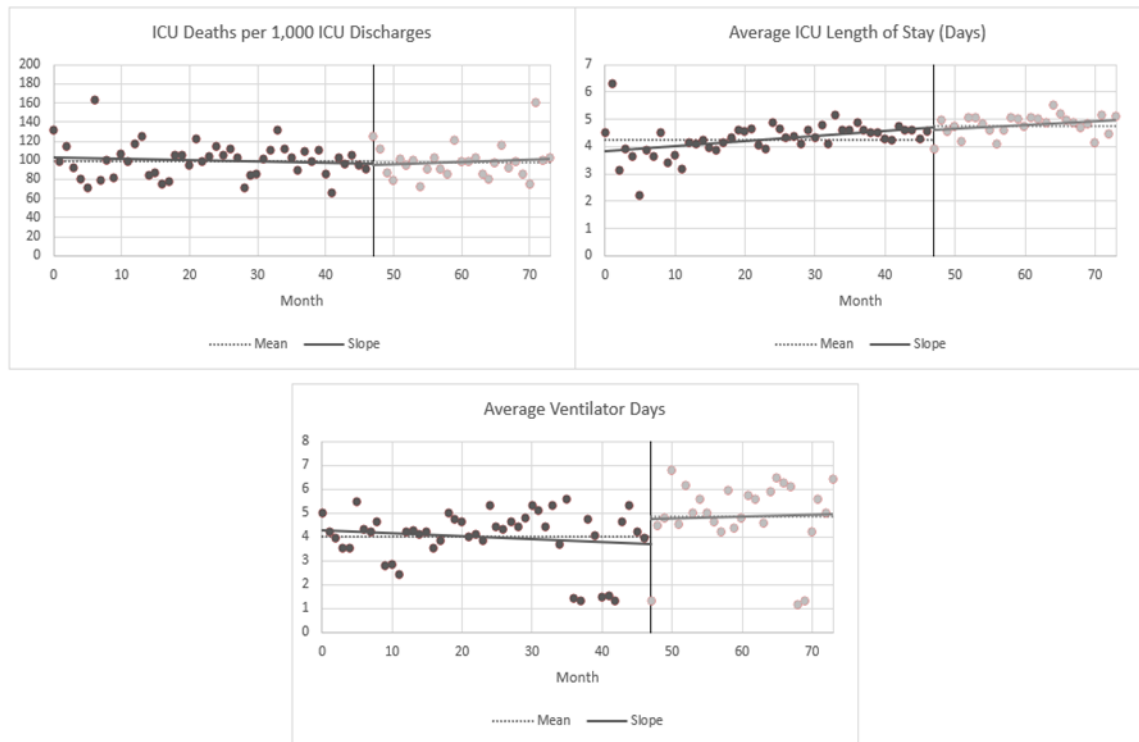 ICU Deaths per 1,000 ICU Discharges
200
180
160
140
120
100
80
60
40
20
0
0 10 20 30 40 50 60 70
Month
Mean Slope
Average ICU Length of Stay (Days)
7
6
5
4
3
2
1
0
0 10 20 30 40 50 60 70
Month
Mean Slope
Average Ventilator Days
8
7
6
5
4
3
2
1
0
0 10 20 30 40 50 60 70
Month
Mean Slope